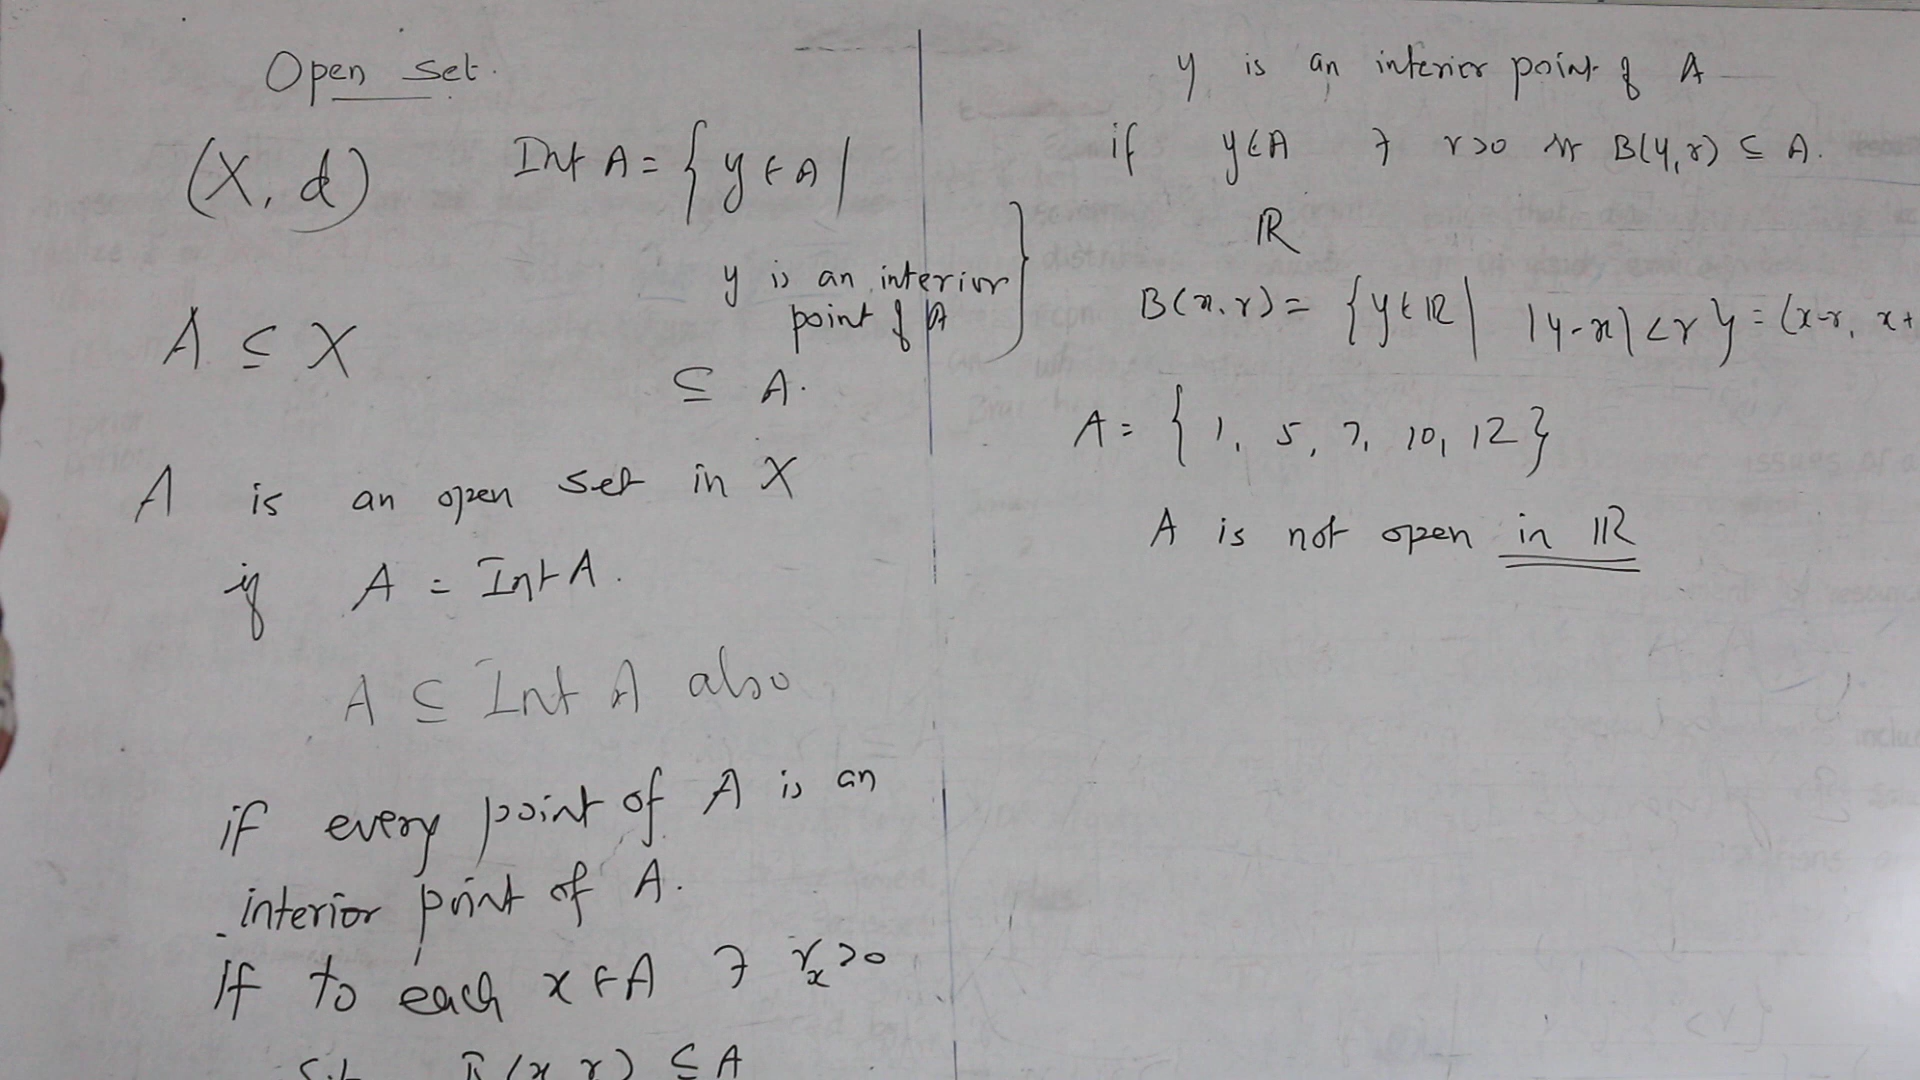 Open set.
(X, d) Int A = { y ∈ A |
y is an interior
point of A }
⊆ A.
A ⊆ X
A is an open set in X
if A = Int A.
A ⊆ Int A also
if every point of A is an
interior point of A.
if to each x ∈ A ∃ r_x > 0
s.t. B(x, r) ⊆ A
y is an interior point of A
if y ∈ A ∃ r > 0 st B(y, r) ⊆ A.
ℝ
B(x, r) = { y ∈ ℝ | |y - x| < r } = (x-r, x+
A = { 1, 5, 7, 10, 12 }
A is not open in ℝ